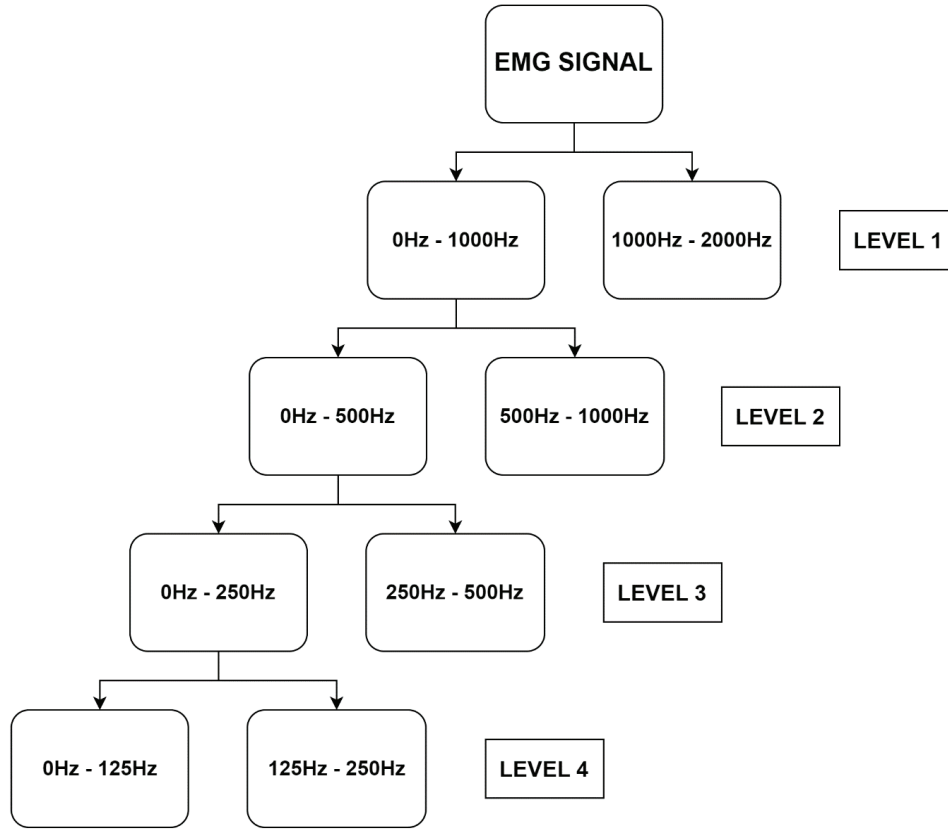 EMG SIGNAL
0Hz - 1000Hz
1000Hz - 2000Hz
LEVEL 1
0Hz - 500Hz
500Hz - 1000Hz
LEVEL 2
0Hz - 250Hz
250Hz - 500Hz
LEVEL 3
0Hz - 125Hz
125Hz - 250Hz
LEVEL 4